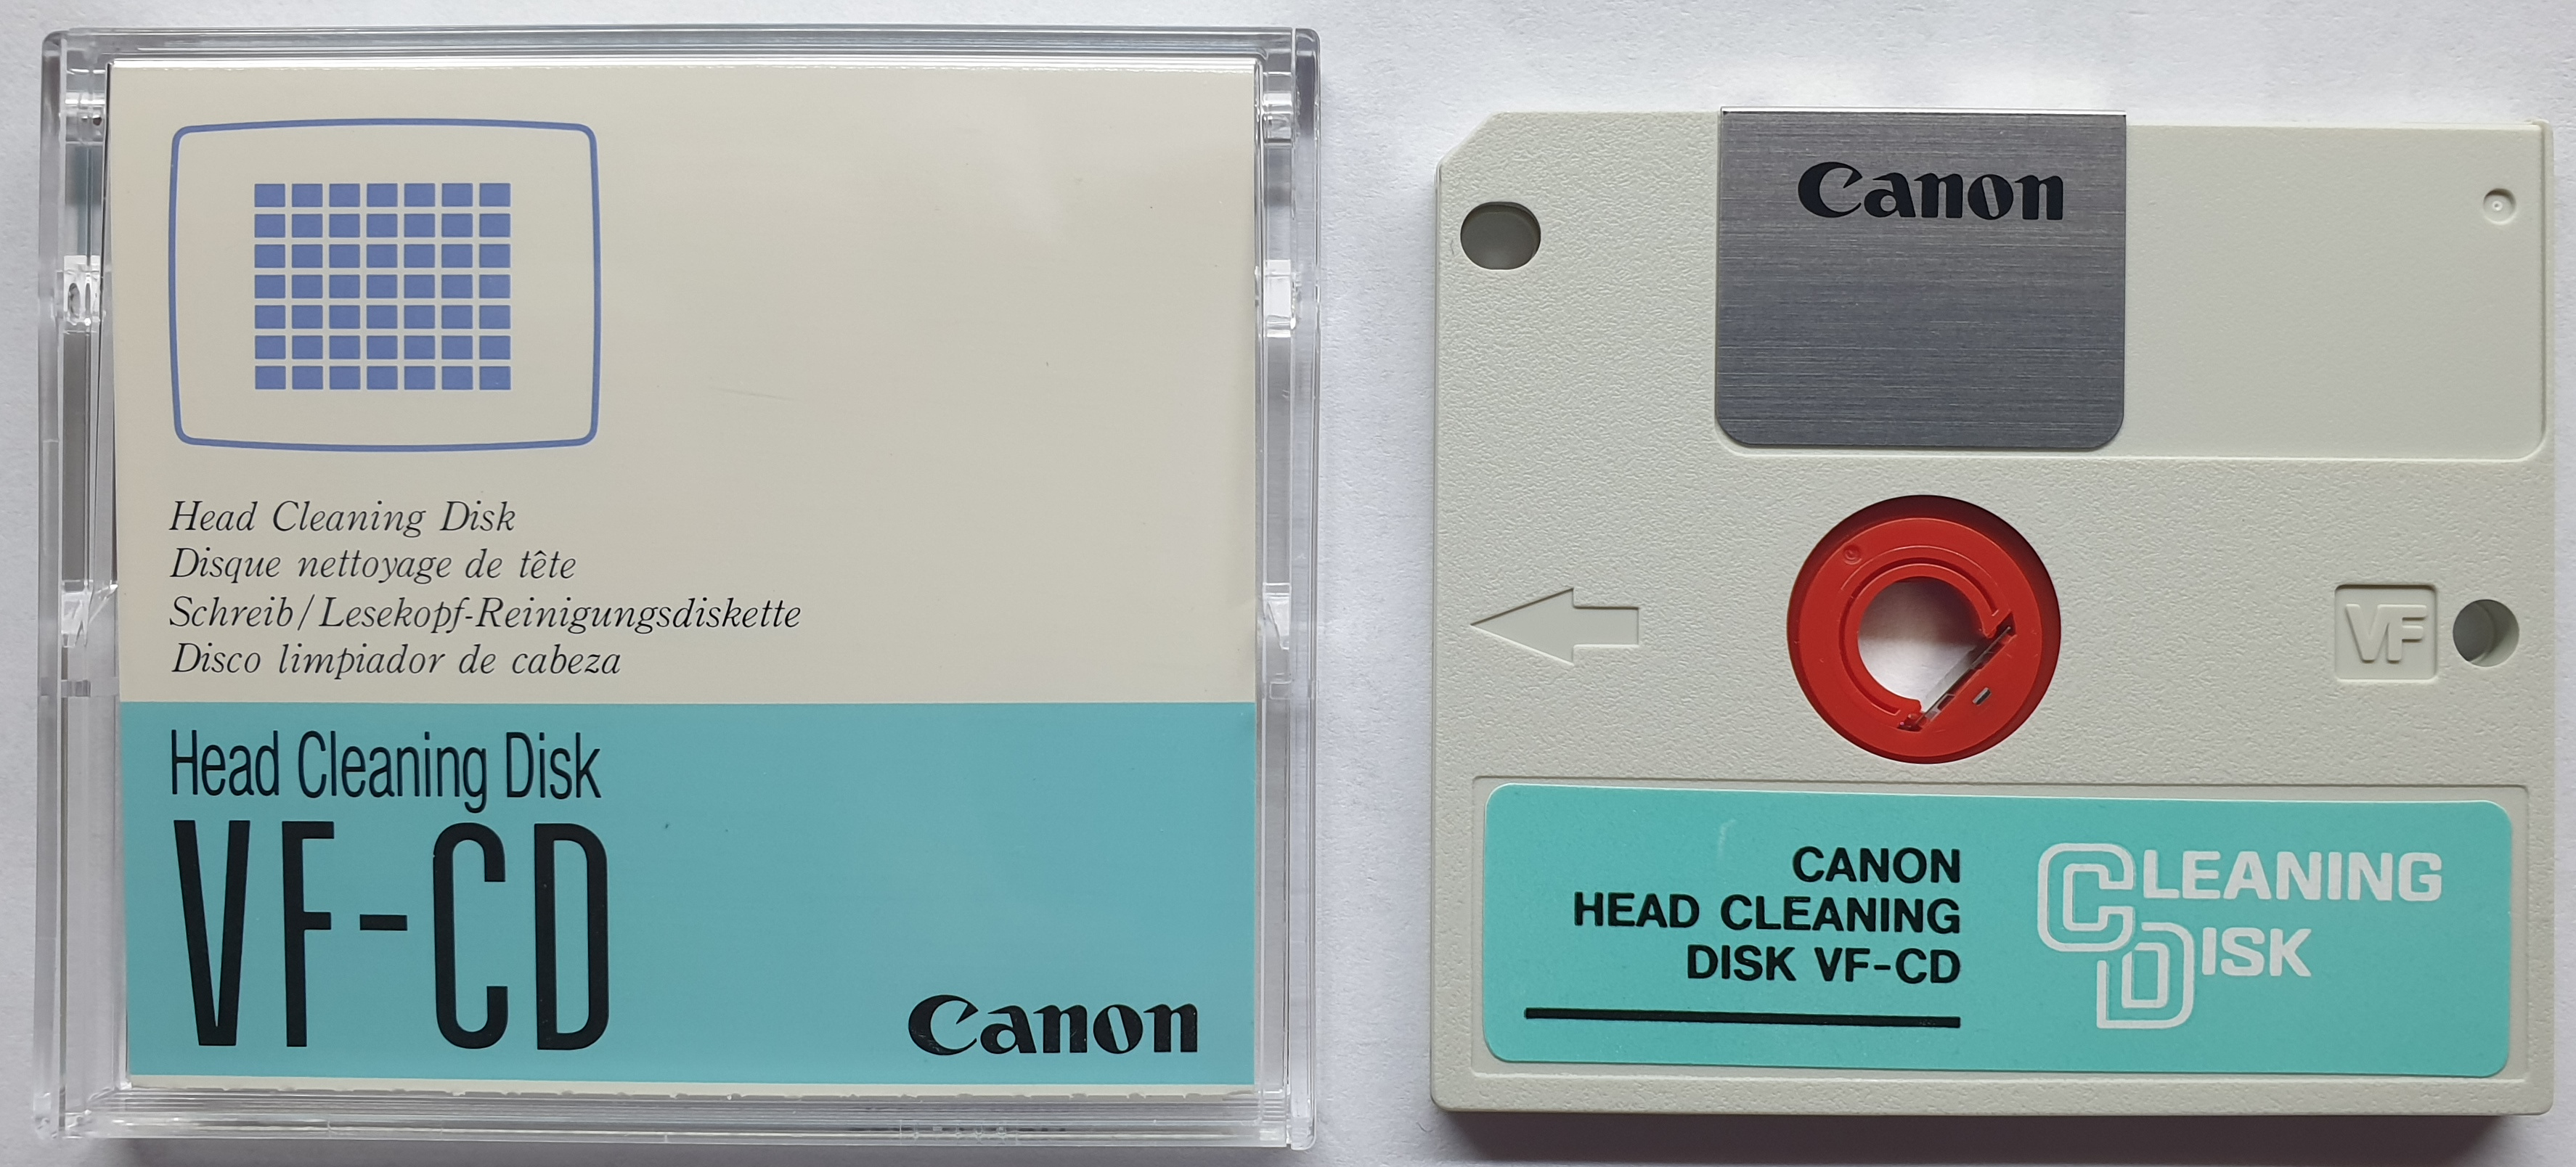 Head Cleaning Disk
Disque nettoyage de tête
Schreib/Lesekopf-Reinigungsdiskette
Disco limpiador de cabeza
Head Cleaning Disk
VF-CD
Canon
Canon
VF
CANON
HEAD CLEANING
DISK VF-CD
CLEANING
DISK